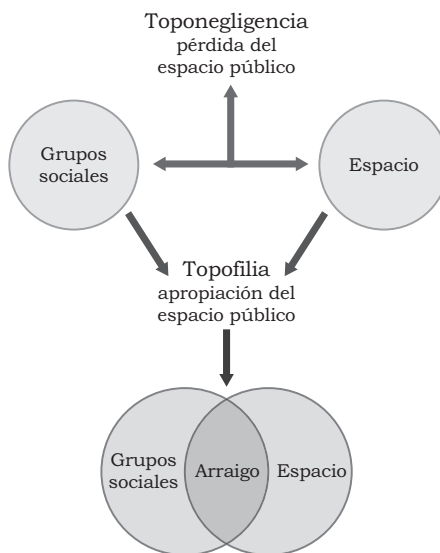 Toponegligencia
pérdida del
espacio público
Grupos
sociales
Espacio
Topofilia
apropiación del
espacio público
Grupos
sociales
Arraigo
Espacio